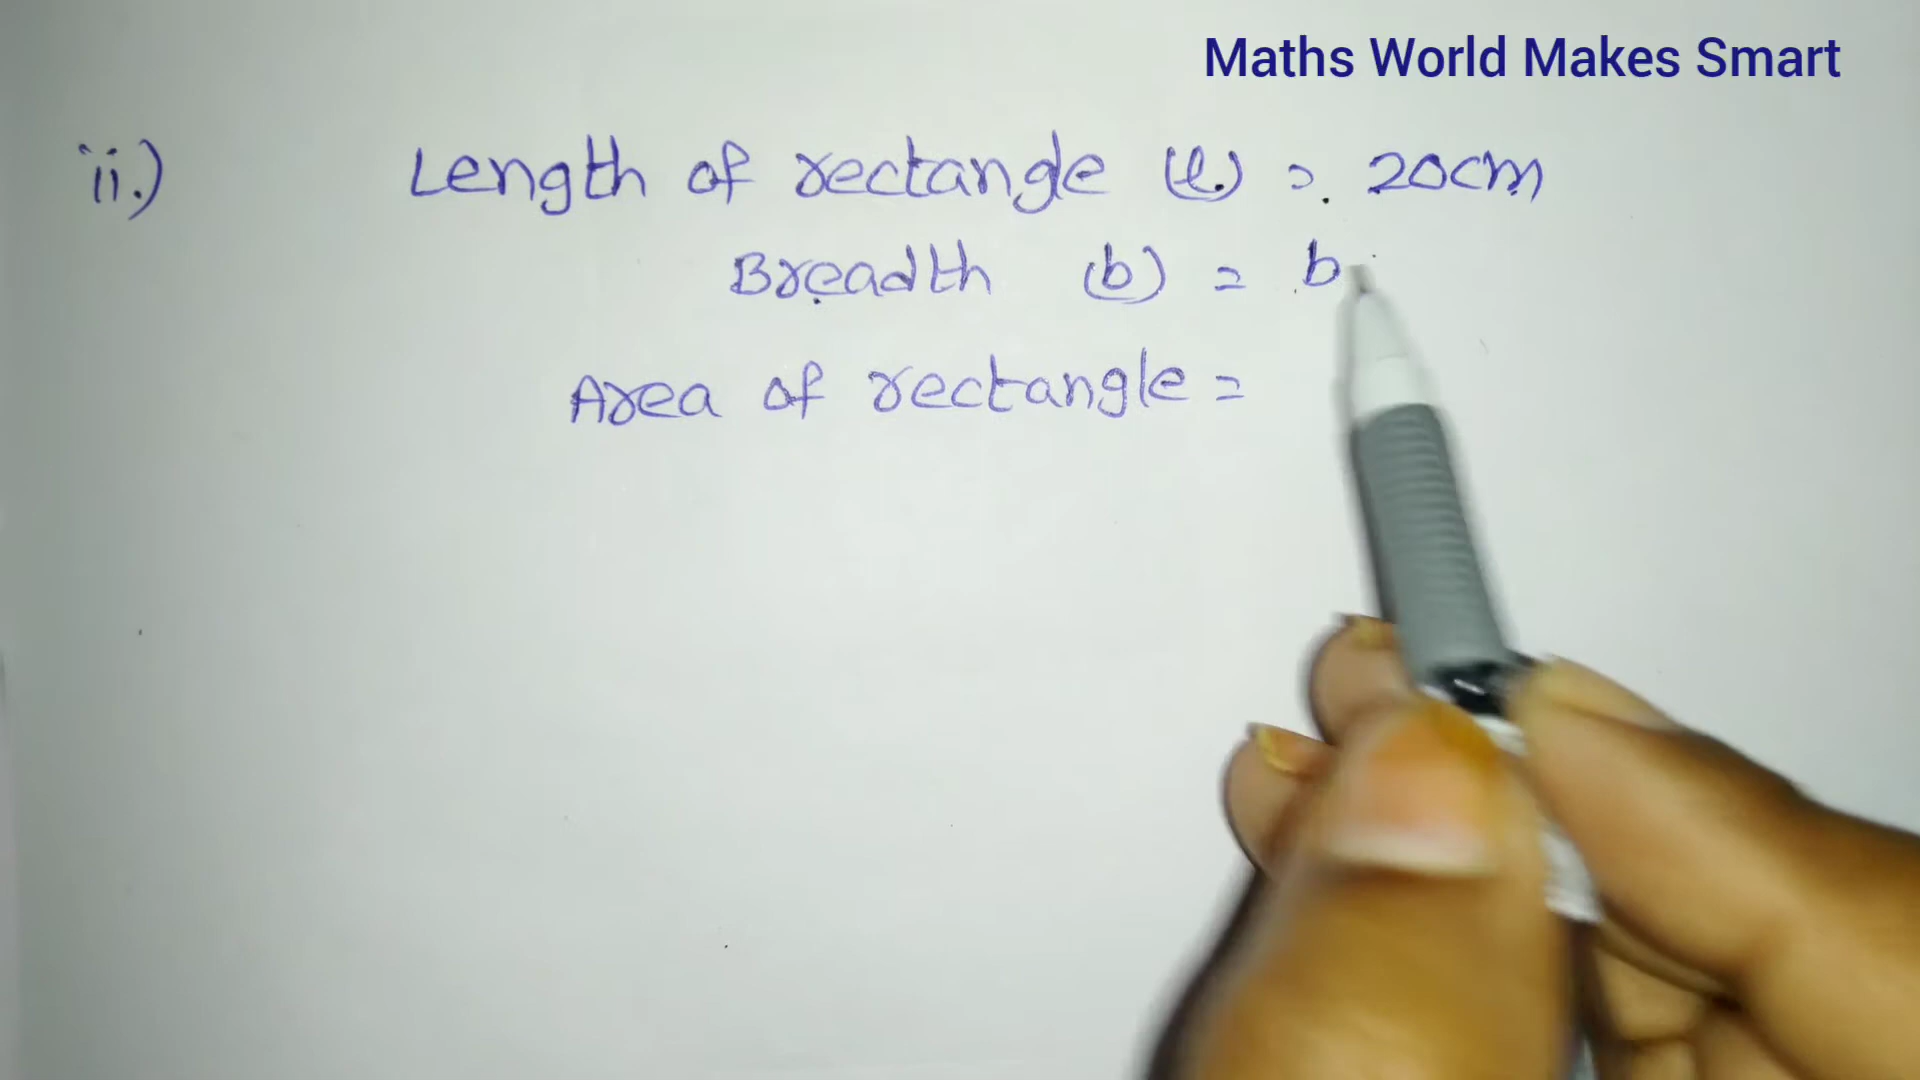 Maths World Makes Smart
ii.) Length of rectangle (l) = 20cm
Breadth (b) = b
Area of rectangle =